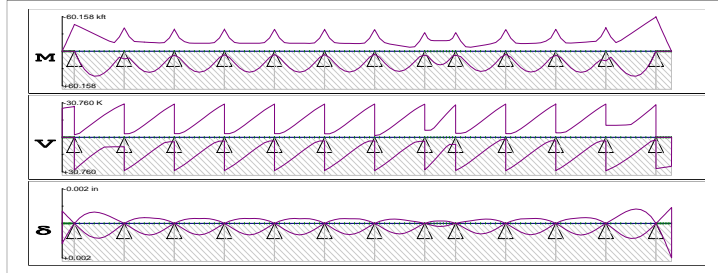 -60.158 kft
M
+60.158
-30.760 K
V
+30.760
-0.002 in
δ
+0.002